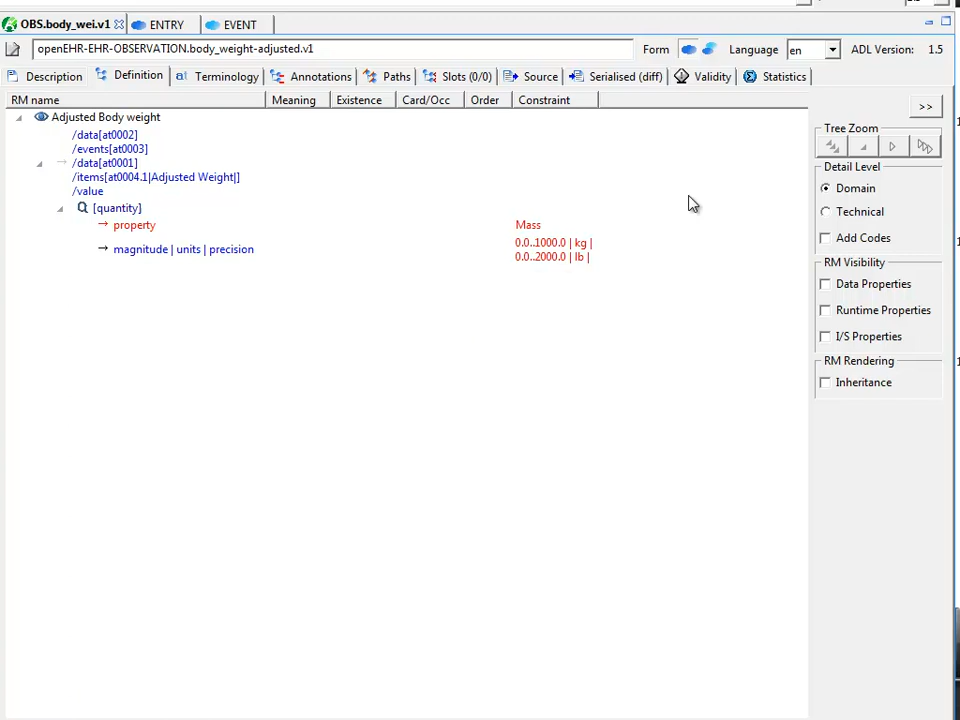 OBS.body_wei.v1 ENTRY EVENT
openEHR-EHR-OBSERVATION.body_weight-adjusted.v1 Form Language en ADL Version: 1.5
Description Definition Terminology Annotations Paths Slots (0/0) Source Serialised (diff) Validity Statistics
RM name Meaning Existence Card/Occ Order Constraint
>>
Adjusted Body weight
/data[at0002]
/events[at0003]
/data[at0001]
/items[at0004.1|Adjusted Weight|]
/value
[quantity]
property Mass
magnitude | units | precision 0.0..1000.0 | kg |
0.0..2000.0 | lb |
Tree Zoom
Detail Level
Domain
Technical
Add Codes
RM Visibility
Data Properties
Runtime Properties
I/S Properties
RM Rendering
Inheritance